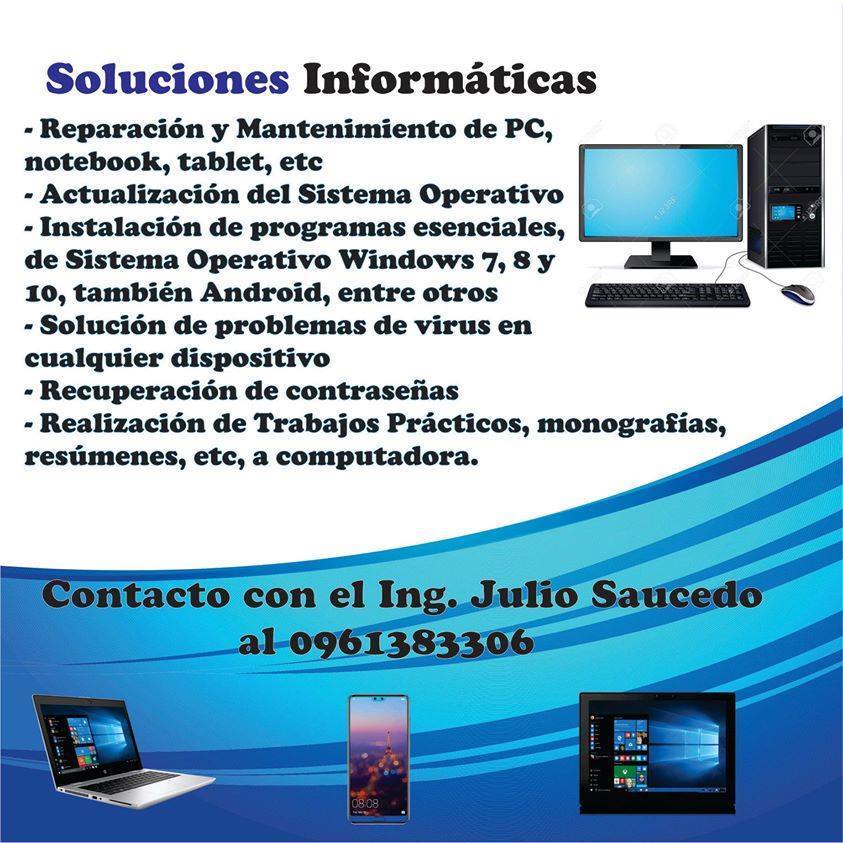 Soluciones Informáticas
- Reparación y Mantenimiento de PC,
notebook, tablet, etc
- Actualización del Sistema Operativo
- Instalación de programas esenciales,
de Sistema Operativo Windows 7, 8 y
10, también Android, entre otros
- Solución de problemas de virus en
cualquier dispositivo
- Recuperación de contraseñas
- Realización de Trabajos Prácticos, monografías,
resúmenes, etc, a computadora.
Contacto con el Ing. Julio Saucedo
al 0961383306
08:08